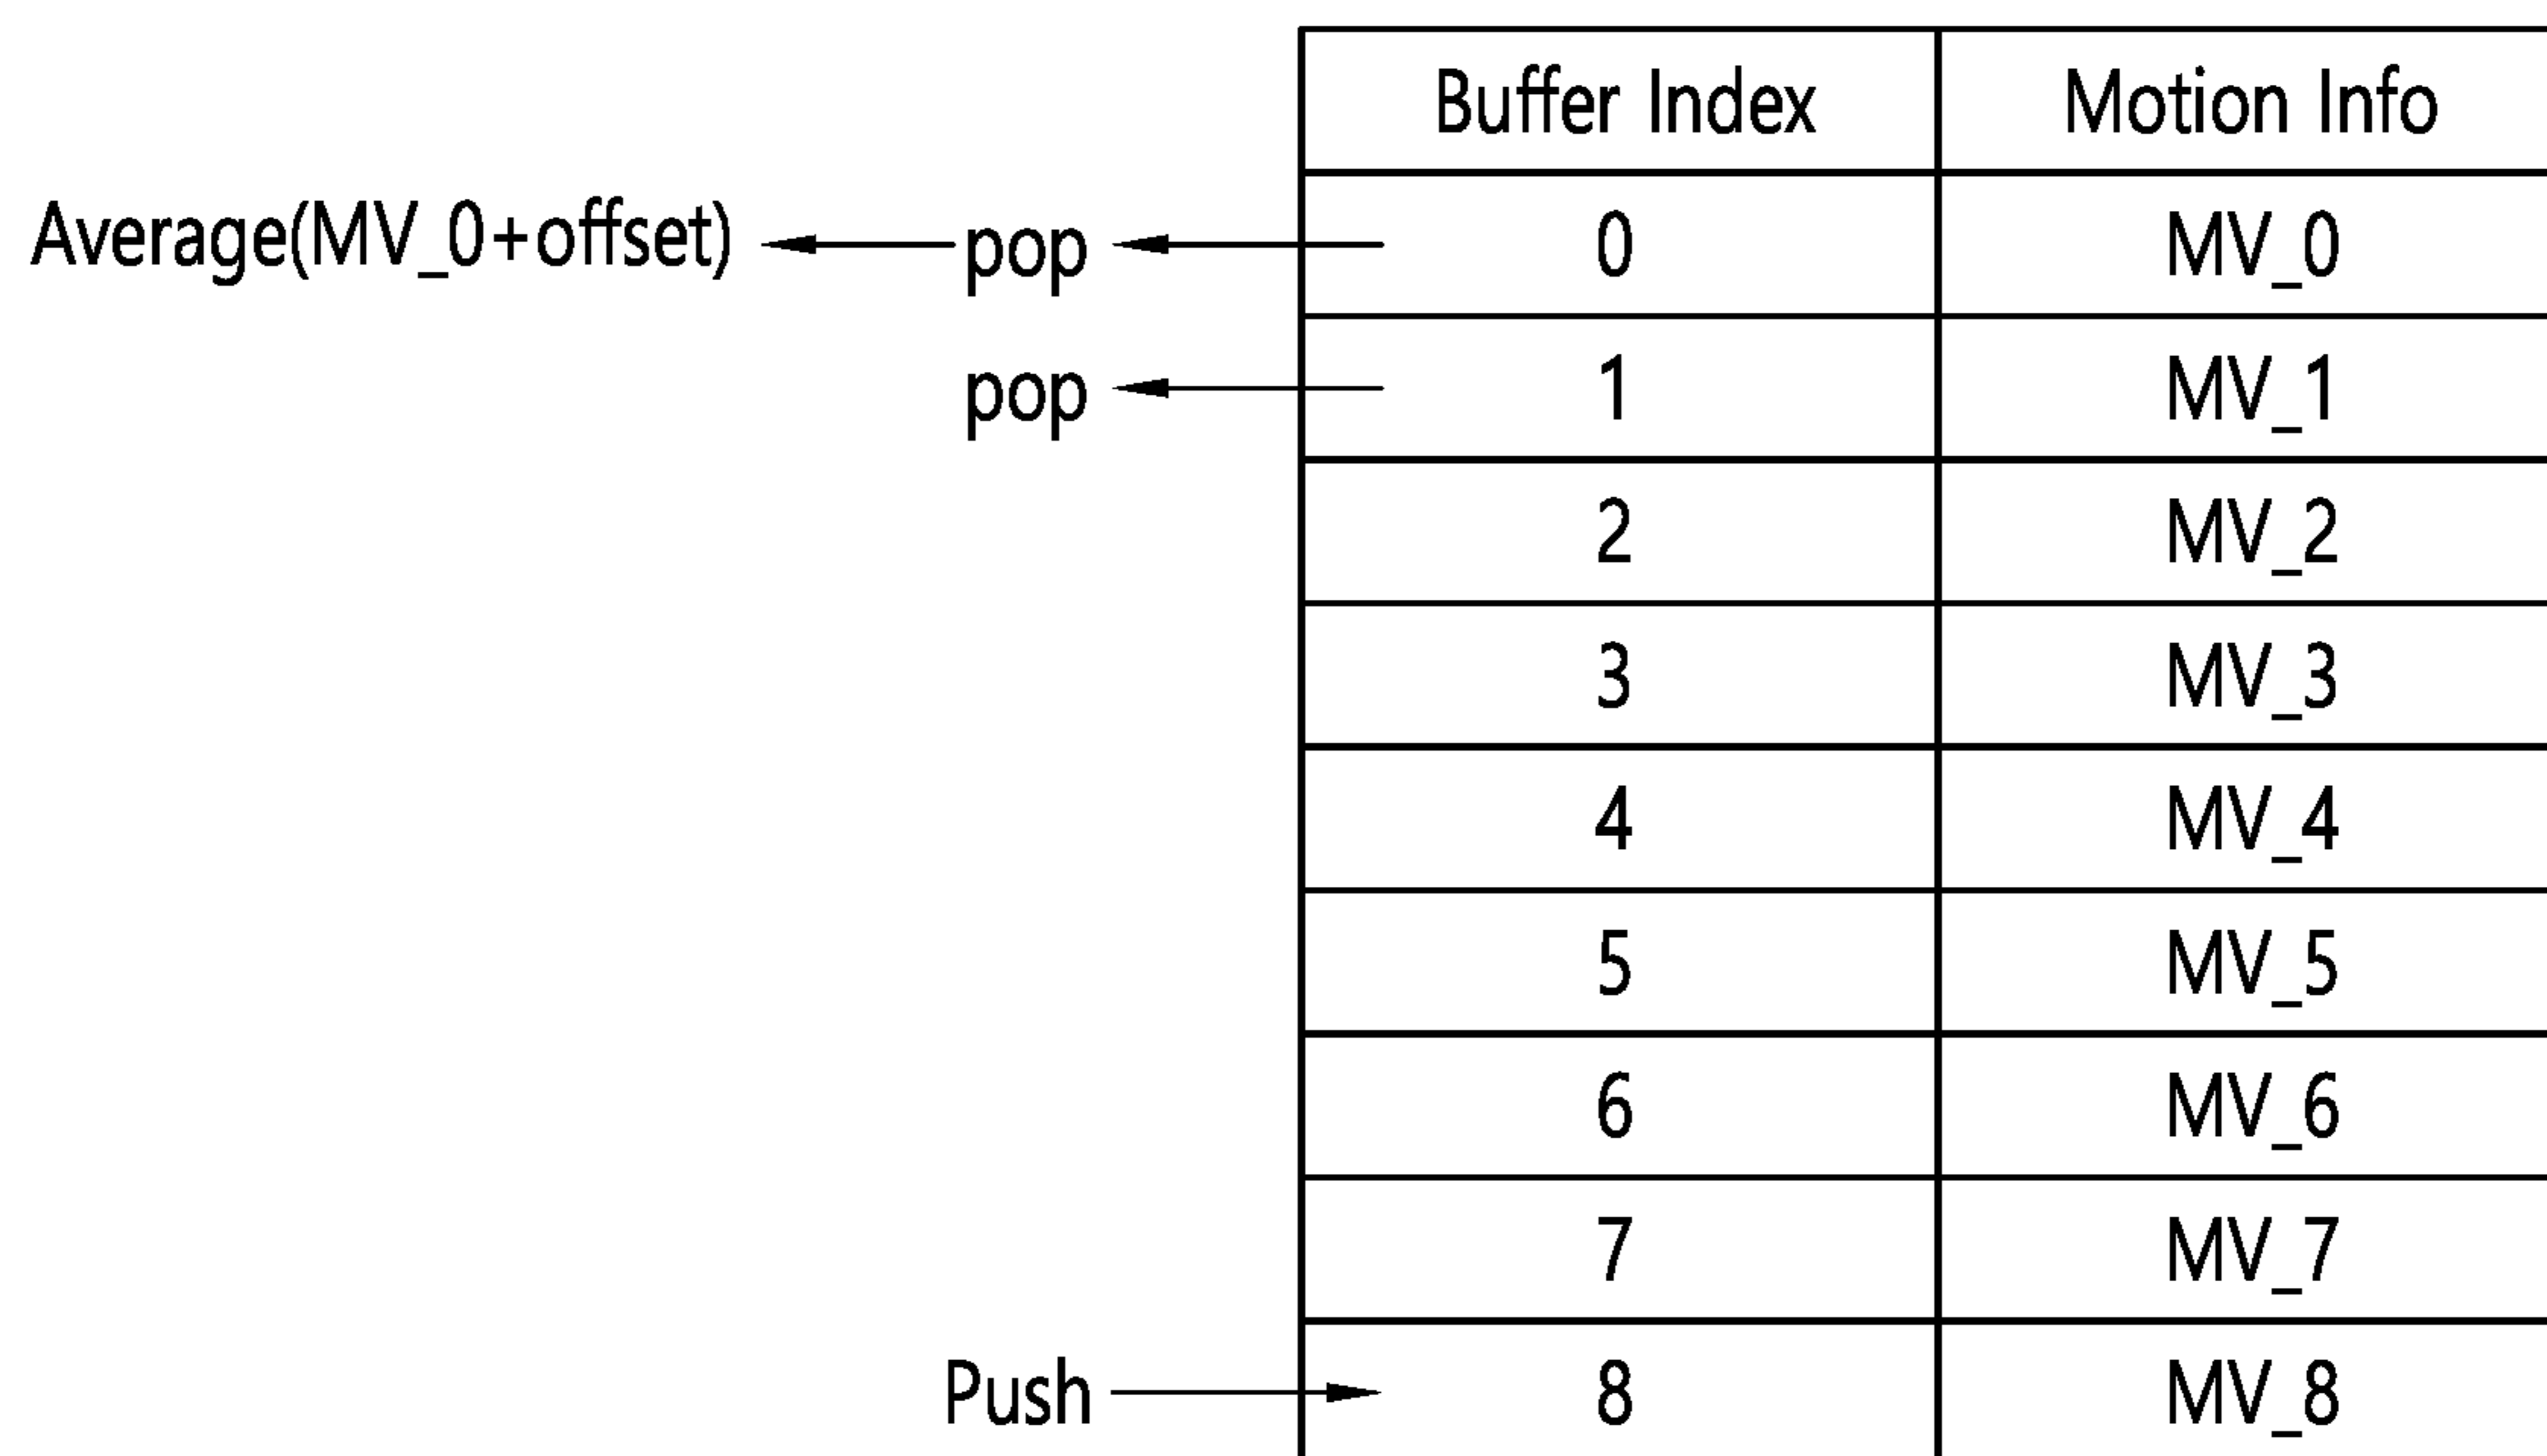 Buffer Index Motion Info
Average(MV_0+offset) pop 0 MV_0
pop 1 MV_1
2 MV_2
3 MV_3
4 MV_4
5 MV_5
6 MV_6
7 MV_7
Push 8 MV_8